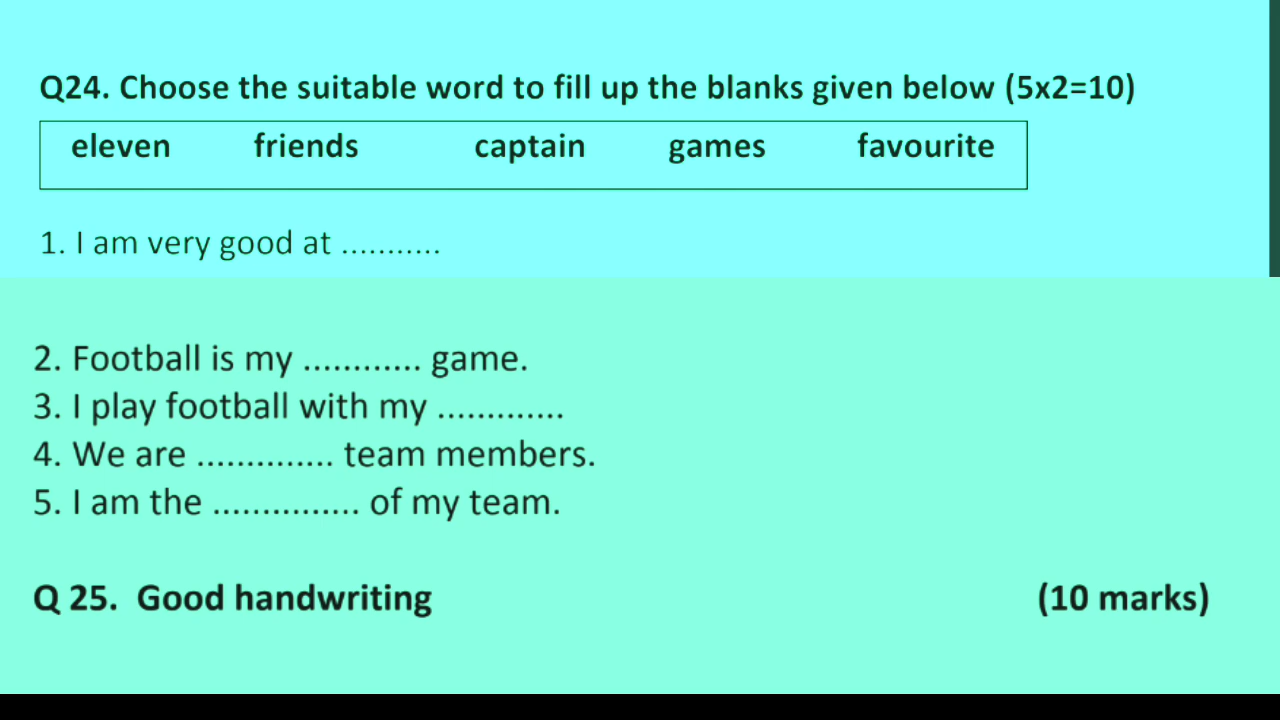 Q24. Choose the suitable word to fill up the blanks given below (5x2=10)
eleven friends captain games favourite
1. I am very good at ...........
2. Football is my ............ game.
3. I play football with my .............
4. We are .............. team members.
5. I am the ............... of my team.
Q 25. Good handwriting (10 marks)